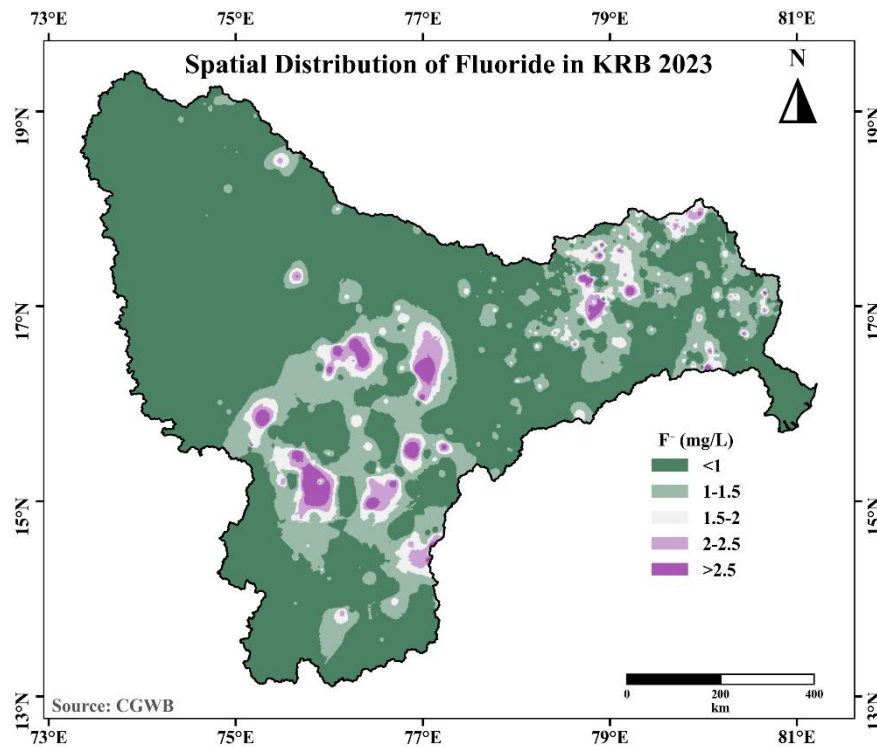 73°E 75°E 77°E 79°E 81°E
Spatial Distribution of Fluoride in KRB 2023
N
19°N 19°N
17°N 17°N
F⁻ (mg/L)
<1
1-1.5
1.5-2
2-2.5
>2.5
15°N 15°N
0 200 400
km
Source: CGWB
13°N 13°N
73°E 75°E 77°E 79°E 81°E